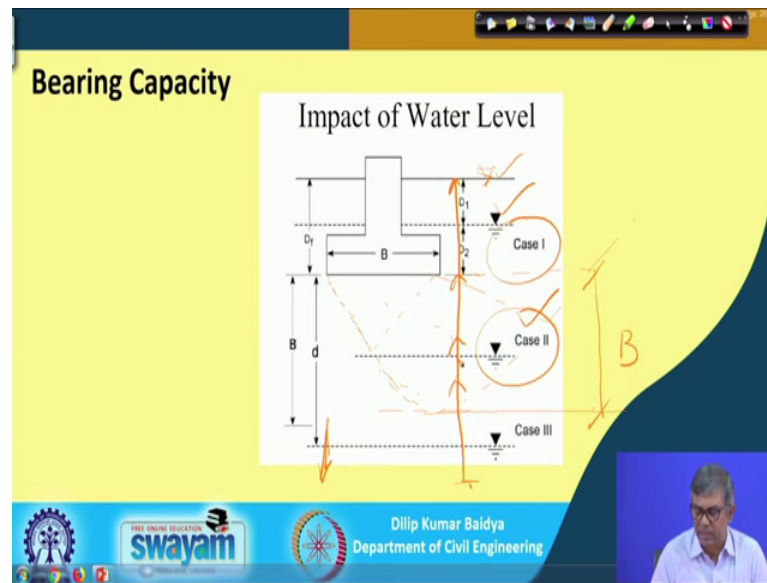 Bearing Capacity
Impact of Water Level
D1
Df
B
D2
Case I
B
d
Case II
B
Case III
FREE ONLINE EDUCATION
swayam
Dilip Kumar Baidya
Department of Civil Engineering